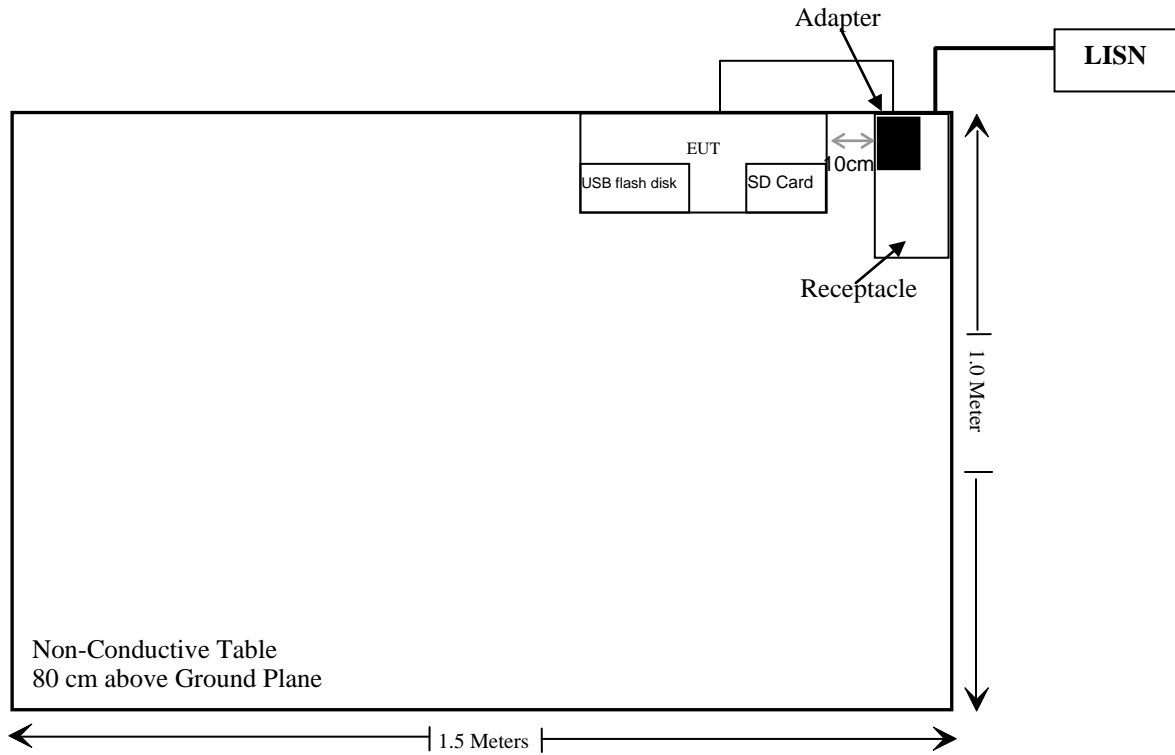 Adapter
LISN
EUT
10cm
USB flash disk
SD Card
Receptacle
1.0 Meter
Non-Conductive Table
80 cm above Ground Plane
1.5 Meters